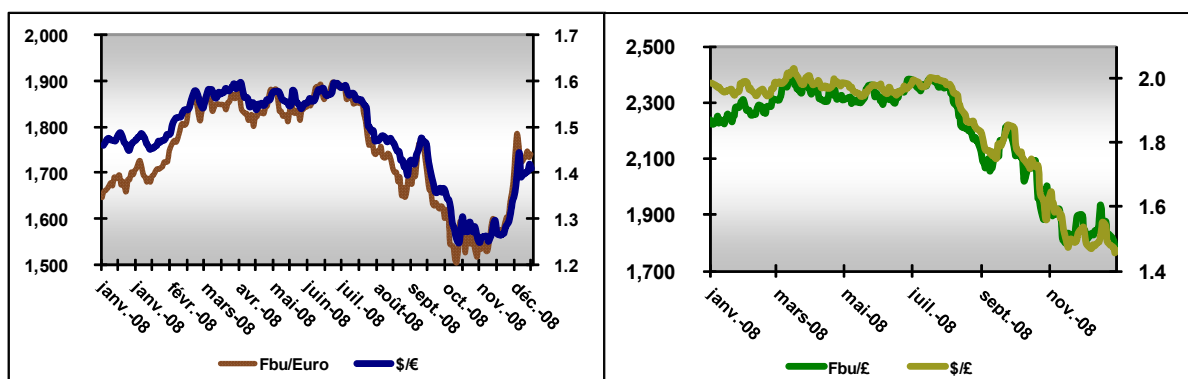 2,000
1,900
1,800
1,700
1,600
1,500
1.7
1.6
1.5
1.4
1.3
1.2
janv.-08
janv.-08
févr.-08
mars-08
avr.-08
mai-08
juin-08
juil.-08
août-08
sept.-08
oct.-08
nov.-08
déc.-08
Fbu/Euro
$/€
2,500
2,300
2,100
1,900
1,700
2.0
1.8
1.6
1.4
janv.-08
mars-08
mai-08
juil.-08
sept.-08
nov.-08
Fbu/£
$/£